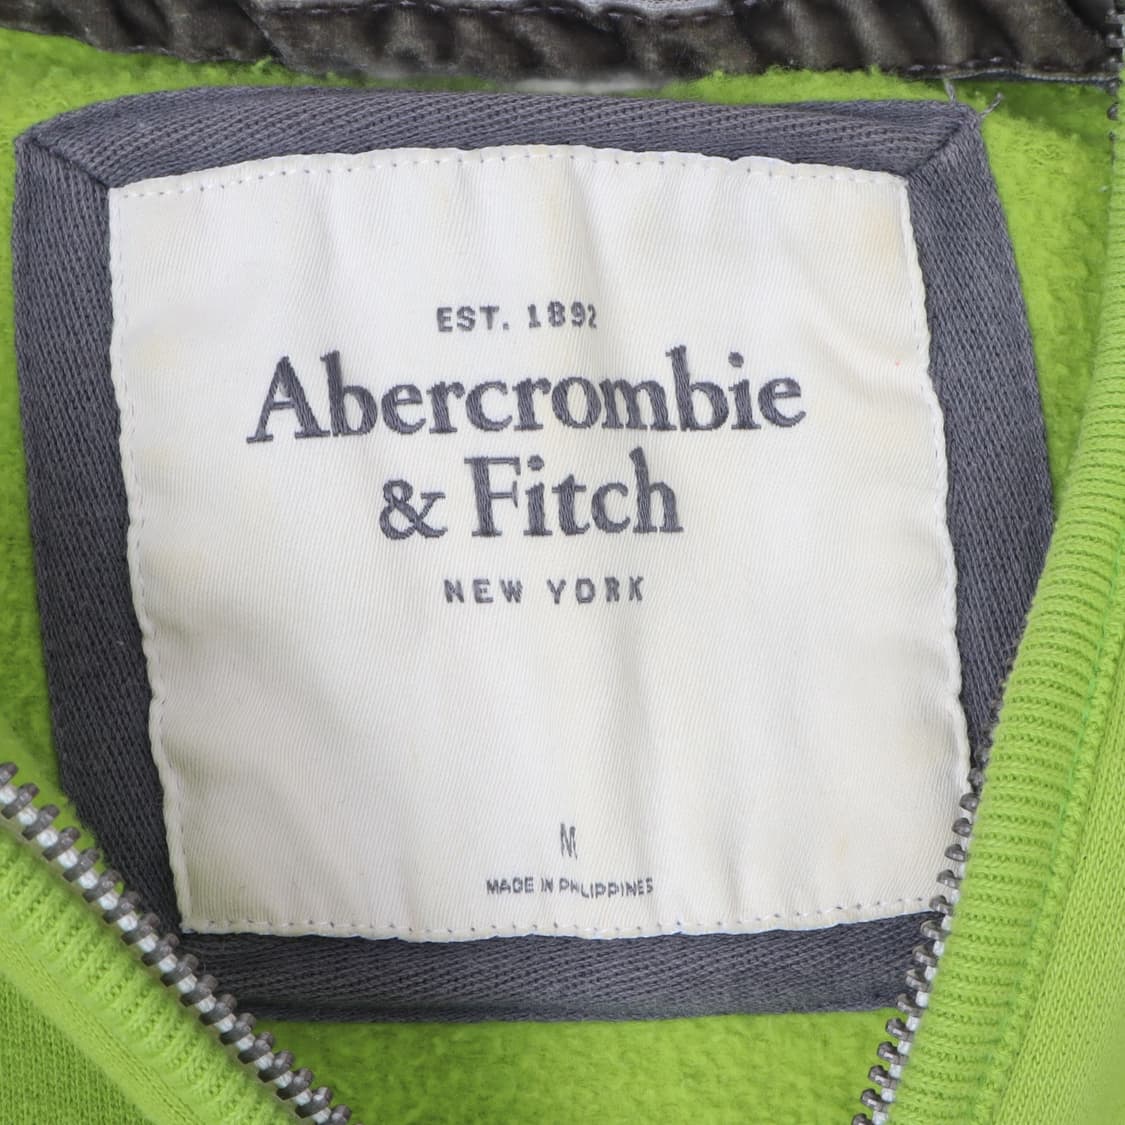 EST. 1892
Abercrombie
& Fitch
NEW YORK
M
MADE IN PHILIPPINES